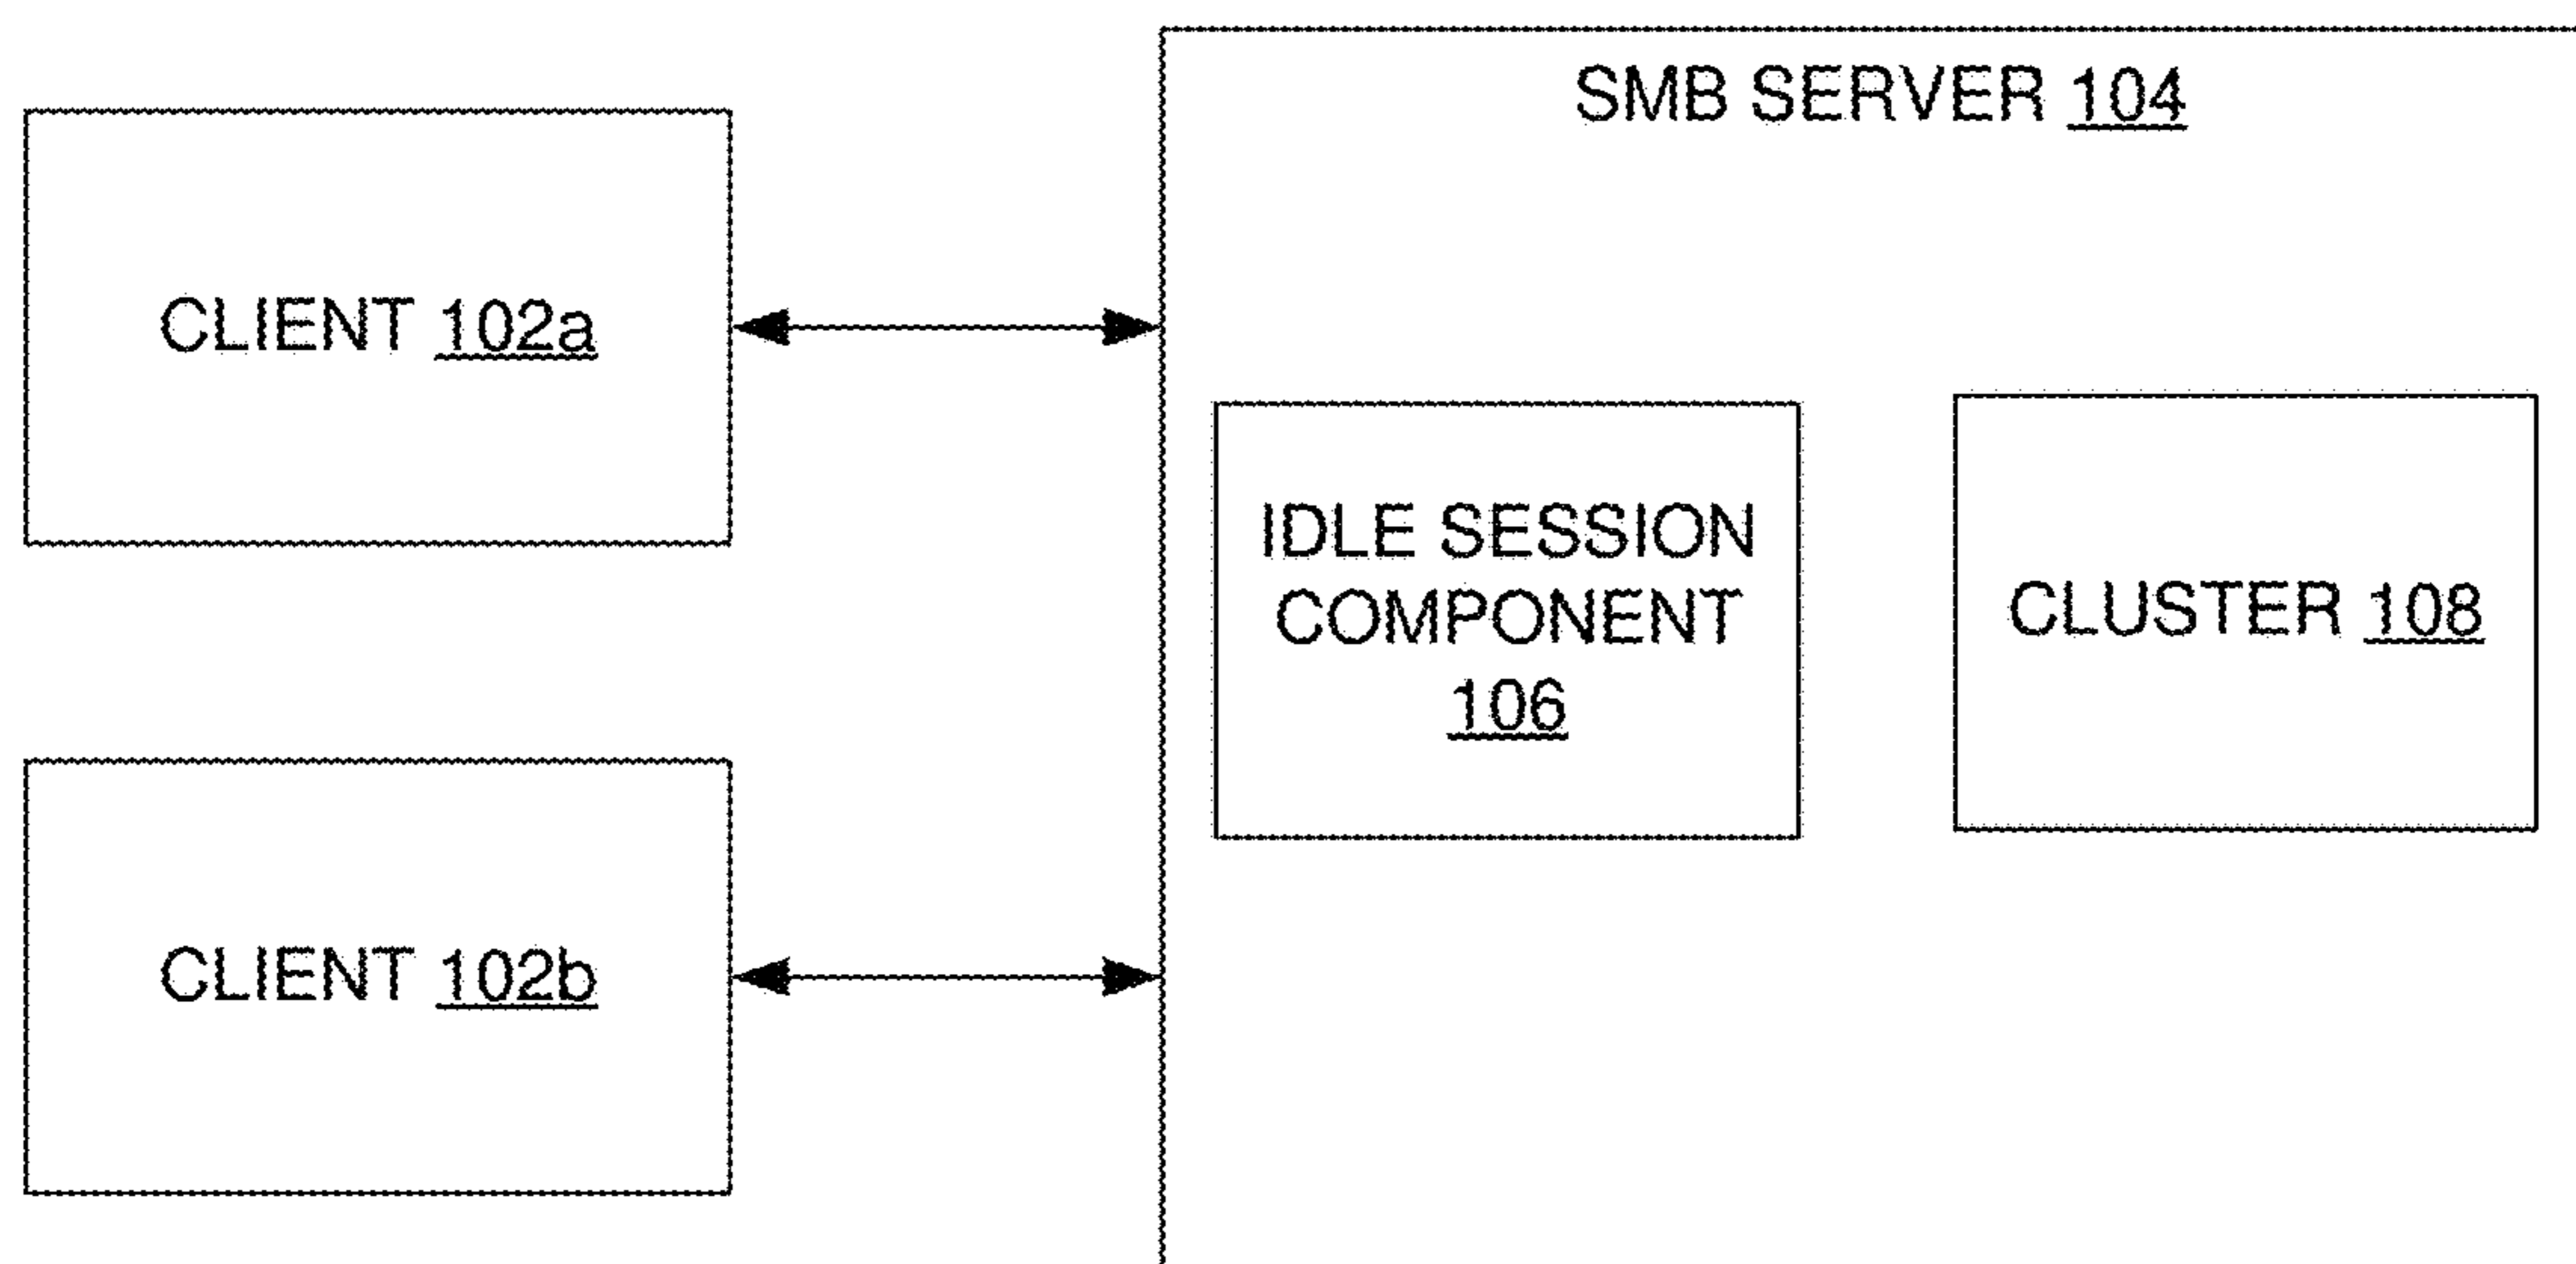 SMB SERVER 104
CLIENT 102a
IDLE SESSION
COMPONENT
106
CLUSTER 108
CLIENT 102b